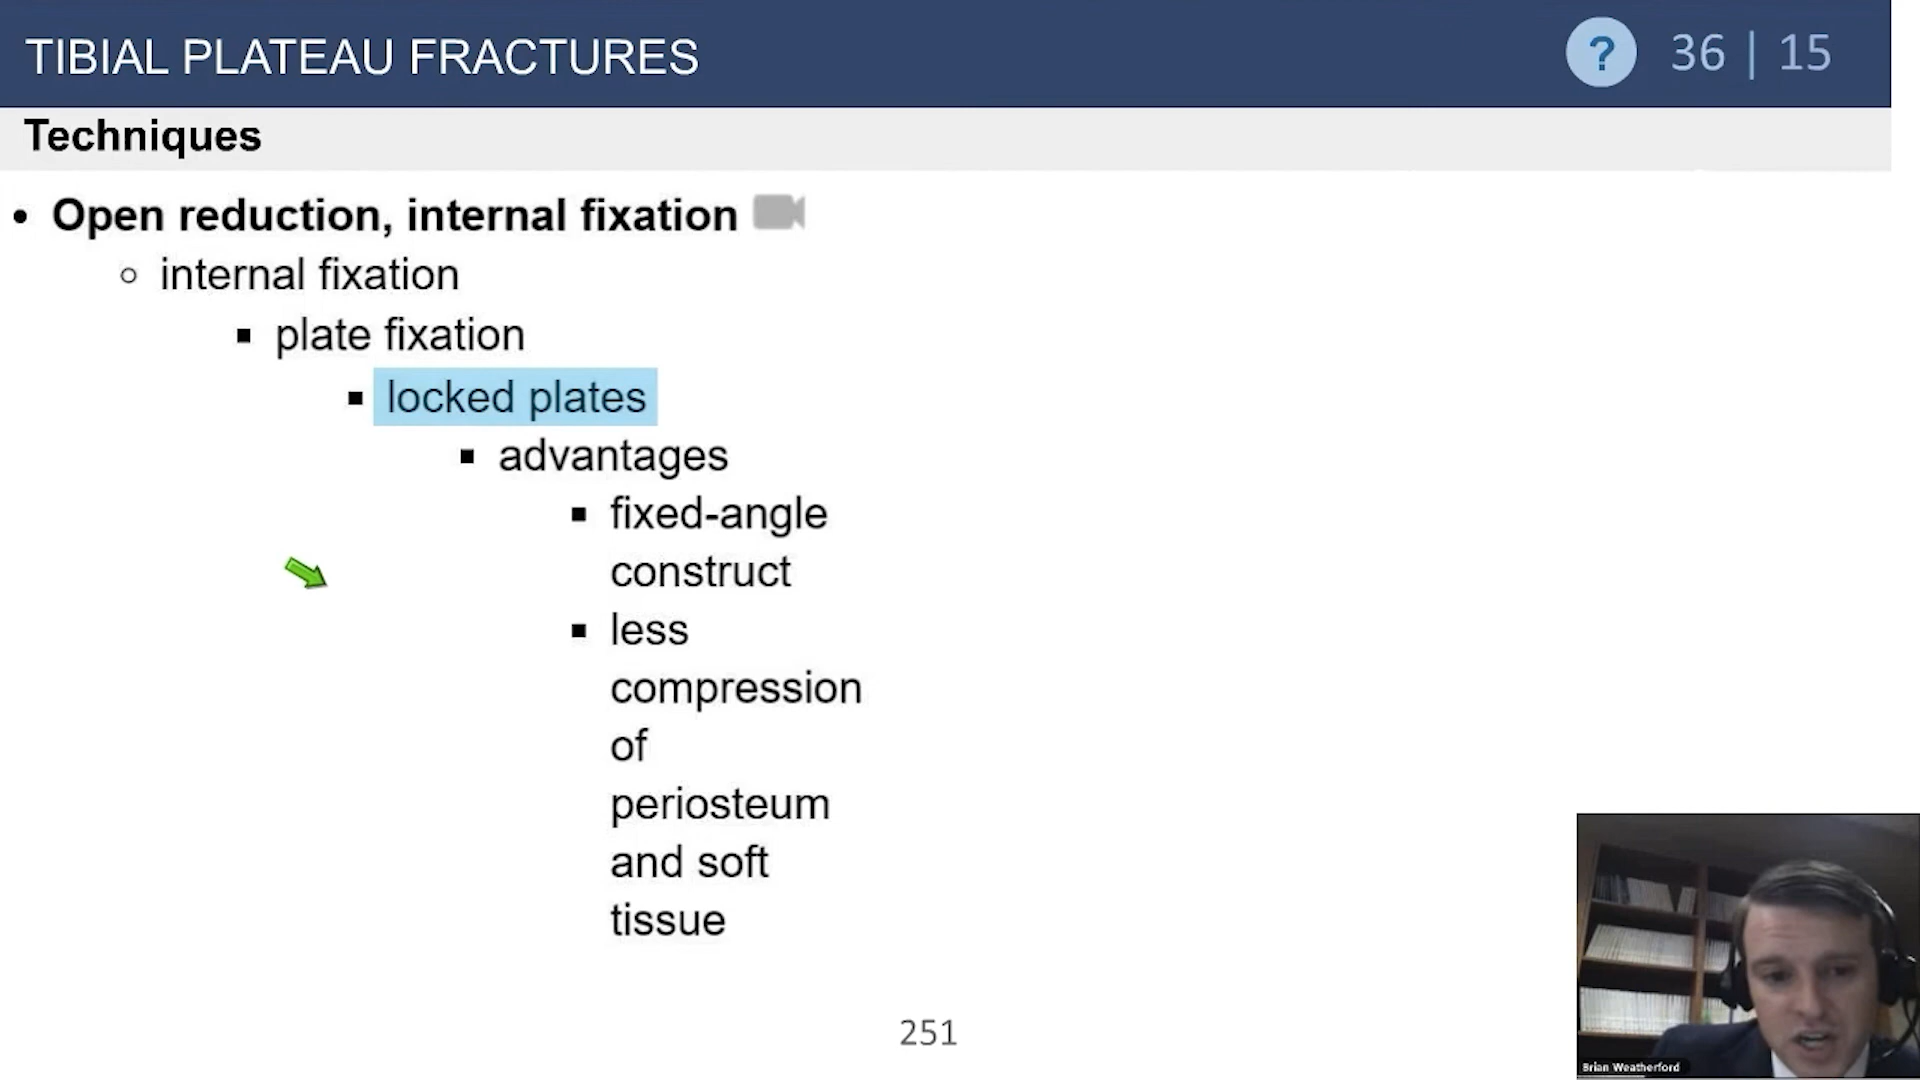 TIBIAL PLATEAU FRACTURES
? 36 | 15
Techniques
• Open reduction, internal fixation
○ internal fixation
▪ plate fixation
▪ locked plates
▪ advantages
▪ fixed-angle
construct
▪ less
compression
of
periosteum
and soft
tissue
251
Brian Weatherford